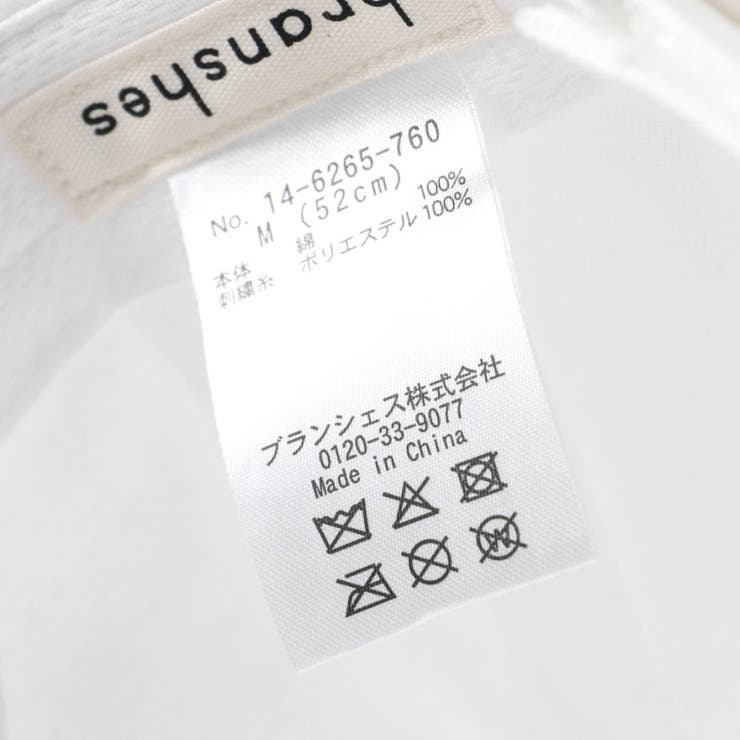 branshes
No. 14-6265-760
M (52cm)
本体 綿 100%
刺繍糸 ポリエステル 100%
ブランシェス株式会社
0120-33-9077
Made in China
W